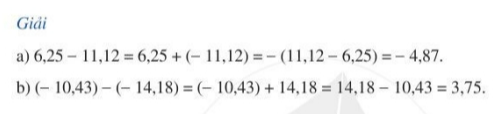 Giải
a) 6,25 – 11,12 = 6,25 + (– 11,12) = – (11,12 – 6,25) = – 4,87.
b) (– 10,43) – (– 14,18) = (– 10,43) + 14,18 = 14,18 – 10,43 = 3,75.